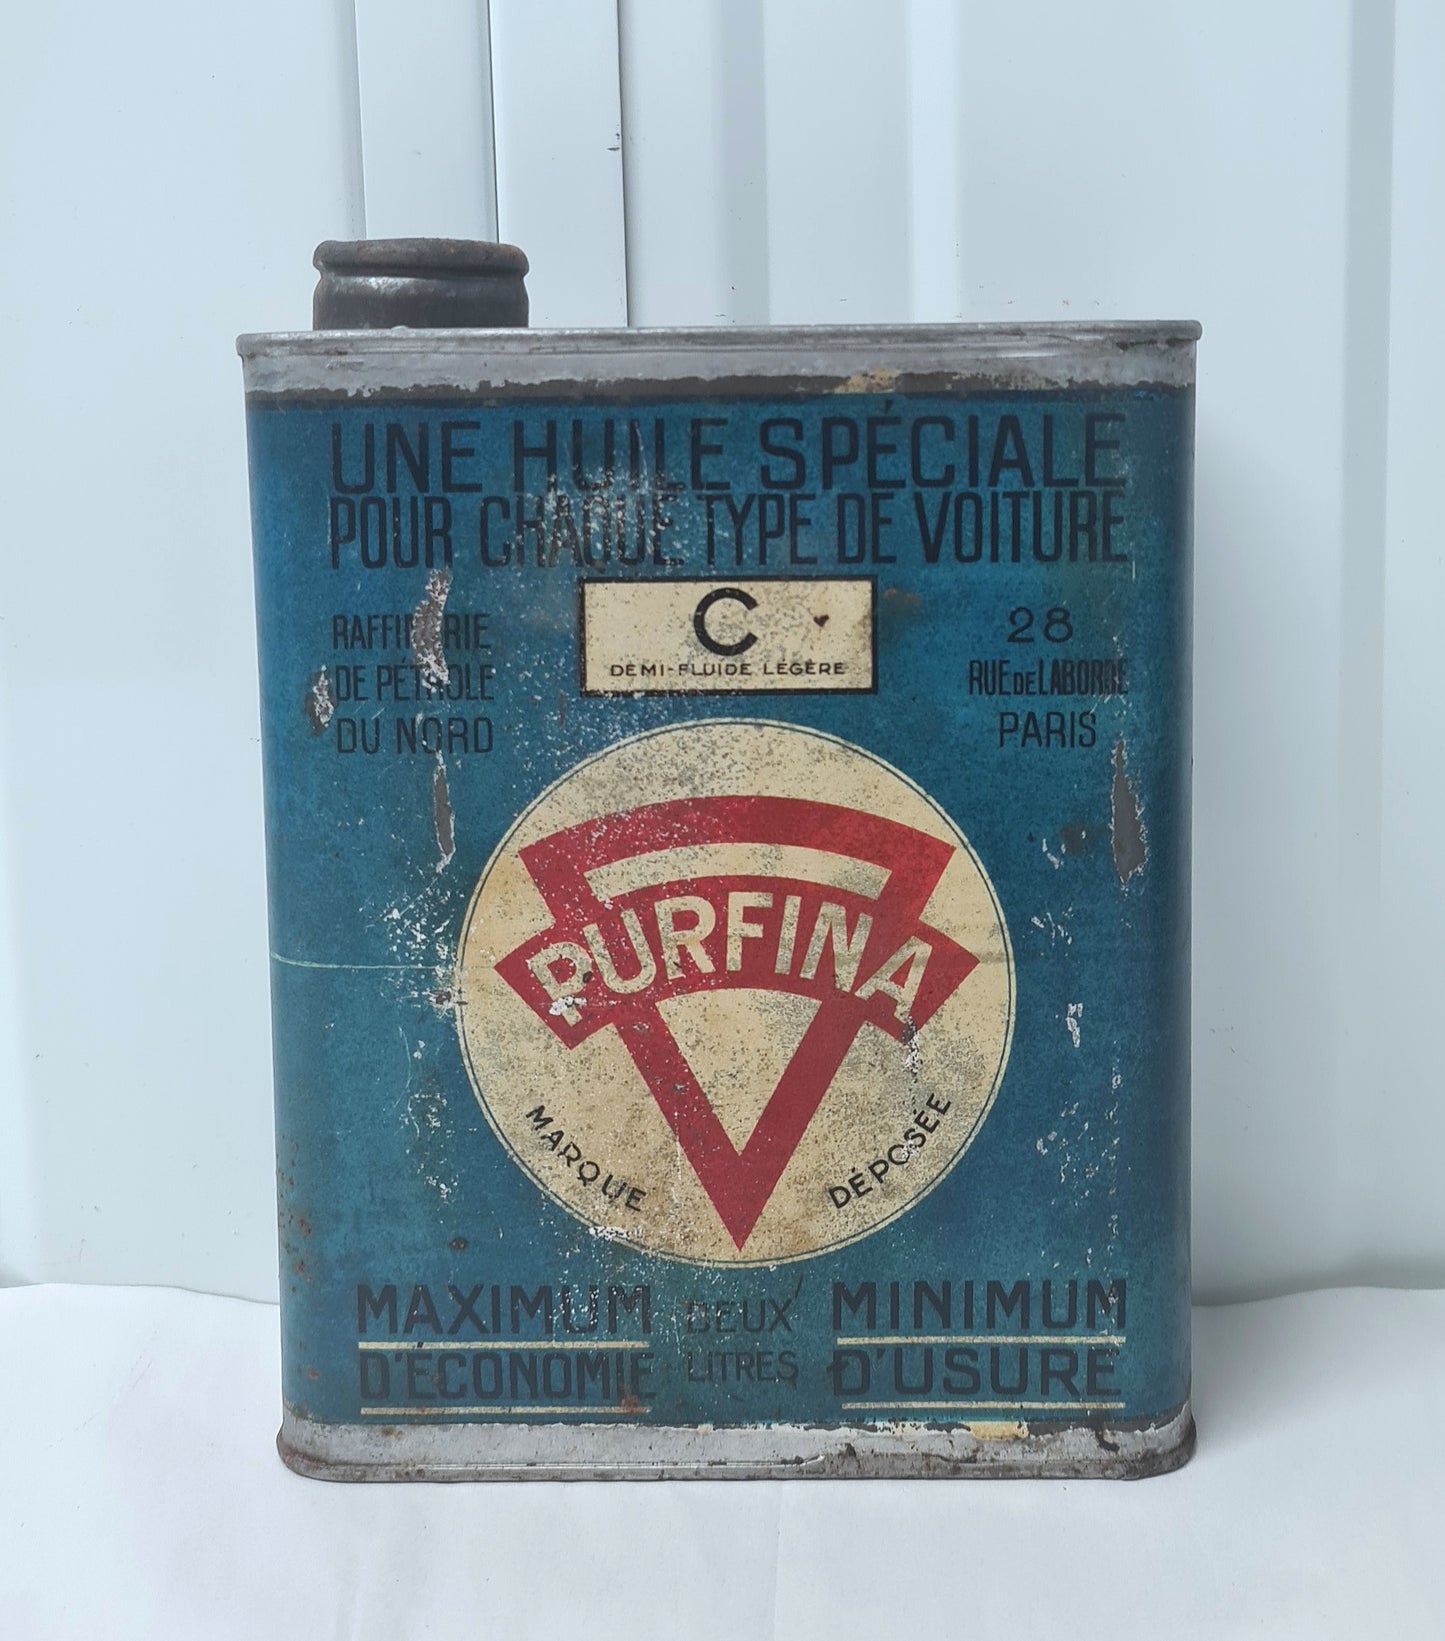 UNE HUILE SPÉCIALE
POUR CHAQUE TYPE DE VOITURE
C
DEMI-FLUIDE LÉGÈRE
RAFFINERIE
DE PÉTROLE
DU NORD
28
RUE DE LABORDE
PARIS
PURFINA
MARQUE DÉPOSÉE
MAXIMUM
D'ÉCONOMIE
DEUX
LITRES
MINIMUM
D'USURE